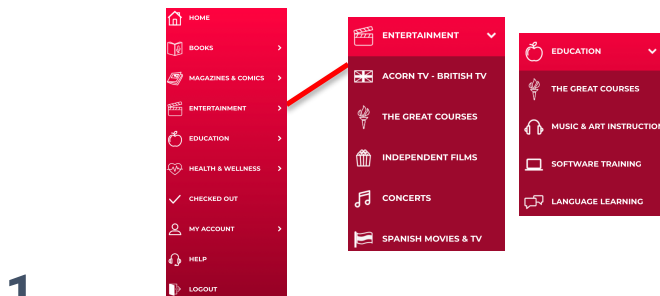 HOME
BOOKS
MAGAZINES & COMICS
ENTERTAINMENT
EDUCATION
HEALTH & WELLNESS
CHECKED OUT
MY ACCOUNT
HELP
LOGOUT
ENTERTAINMENT
ACORN TV - BRITISH TV
THE GREAT COURSES
INDEPENDENT FILMS
CONCERTS
SPANISH MOVIES & TV
EDUCATION
THE GREAT COURSES
MUSIC & ART INSTRUCTION
SOFTWARE TRAINING
LANGUAGE LEARNING
1